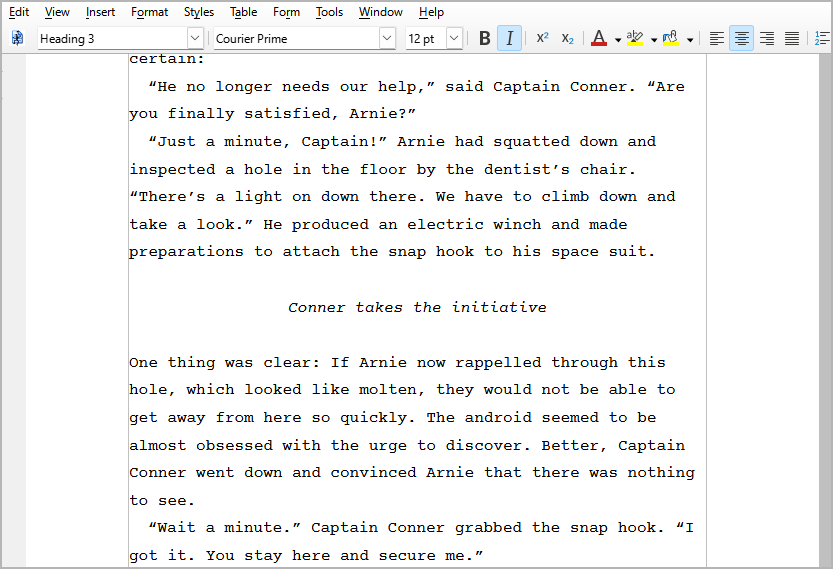 Edit View Insert Format Styles Table Form Tools Window Help
Heading 3 Courier Prime 12 pt B I X² X₂ A
certain:
“He no longer needs our help,” said Captain Conner. “Are
you finally satisfied, Arnie?”
“Just a minute, Captain!” Arnie had squatted down and
inspected a hole in the floor by the dentist’s chair.
“There’s a light on down there. We have to climb down and
take a look.” He produced an electric winch and made
preparations to attach the snap hook to his space suit.
Conner takes the initiative
One thing was clear: If Arnie now rappelled through this
hole, which looked like molten, they would not be able to
get away from here so quickly. The android seemed to be
almost obsessed with the urge to discover. Better, Captain
Conner went down and convinced Arnie that there was nothing
to see.
“Wait a minute.” Captain Conner grabbed the snap hook. “I
got it. You stay here and secure me.”